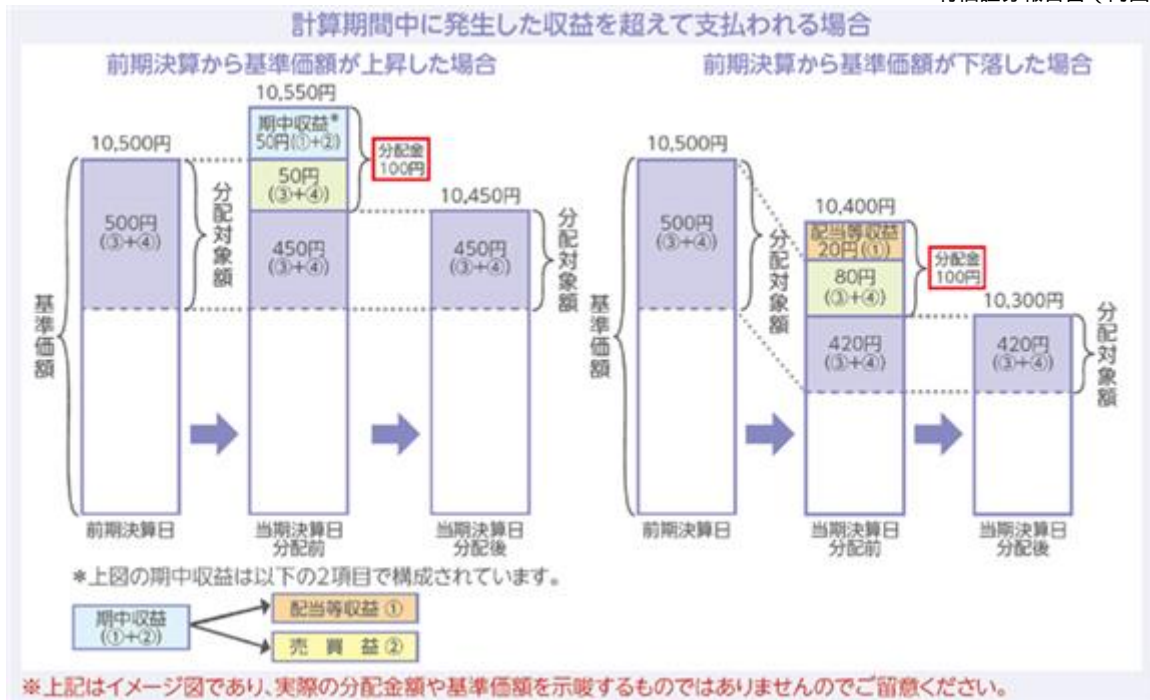 計算期間中に発生した収益を超えて支払われる場合
前期決算から基準価額が上昇した場合
10,550円
期中収益*
50円(①+②)
分配金
100円
10,500円
50円
(③+④)
10,450円
500円
(③+④)
分配対象額
450円
(③+④)
450円
(③+④)
分配対象額
基準価額
前期決算日
当期決算日
分配前
当期決算日
分配後
前期決算から基準価額が下落した場合
10,500円
10,400円
配当等収益
20円(①)
分配金
100円
500円
(③+④)
分配対象額
80円
(③+④)
10,300円
420円
(③+④)
420円
(③+④)
分配対象額
基準価額
前期決算日
当期決算日
分配前
当期決算日
分配後
*上図の期中収益は以下の2項目で構成されています。
期中収益
(①+②)
配当等収益 ①
売 買 益 ②
※上記はイメージ図であり、実際の分配金額や基準価額を示唆するものではありませんのでご留意ください。